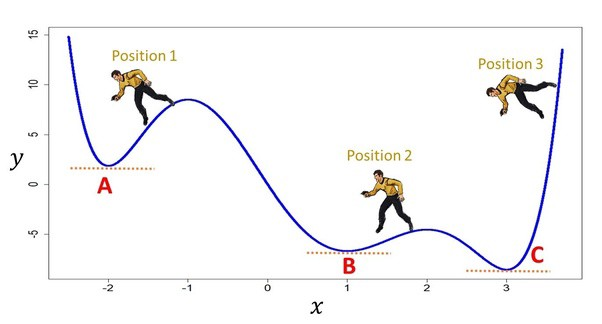 15
Position 1
Position 3
10
5
y
Position 2
0
A
-5
B
C
-2 -1 0 1 2 3
x